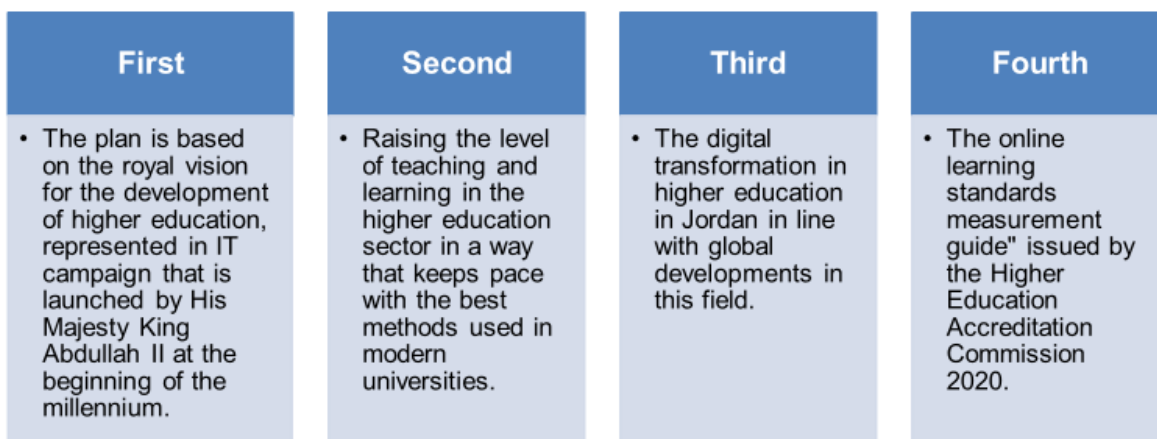 First
• The plan is based
on the royal vision
for the development
of higher education,
represented in IT
campaign that is
launched by His
Majesty King
Abdullah II at the
beginning of the
millennium.
Second
• Raising the level
of teaching and
learning in the
higher education
sector in a way
that keeps pace
with the best
methods used in
modern
universities.
Third
• The digital
transformation in
higher education
in Jordan in line
with global
developments in
this field.
Fourth
• The online
learning
standards
measurement
guide" issued by
the Higher
Education
Accreditation
Commission
2020.